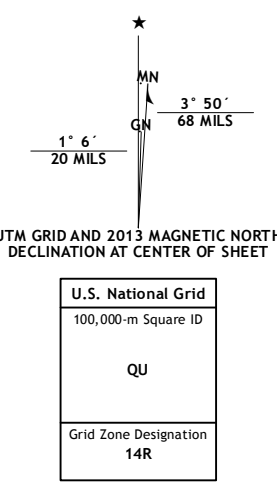 ★
MN
GN
3° 50´
68 MILS
1° 6´
20 MILS
UTM GRID AND 2013 MAGNETIC NORTH
DECLINATION AT CENTER OF SHEET
U.S. National Grid
100,000-m Square ID
QU
Grid Zone Designation
14R